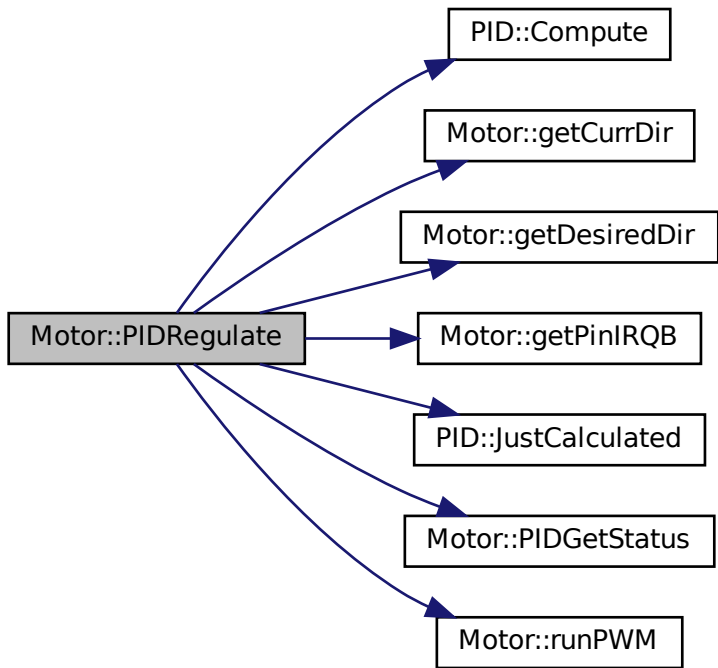 PID::Compute
Motor::getCurrDir
Motor::getDesiredDir
Motor::PIDRegulate
Motor::getPinIRQB
PID::JustCalculated
Motor::PIDGetStatus
Motor::runPWM